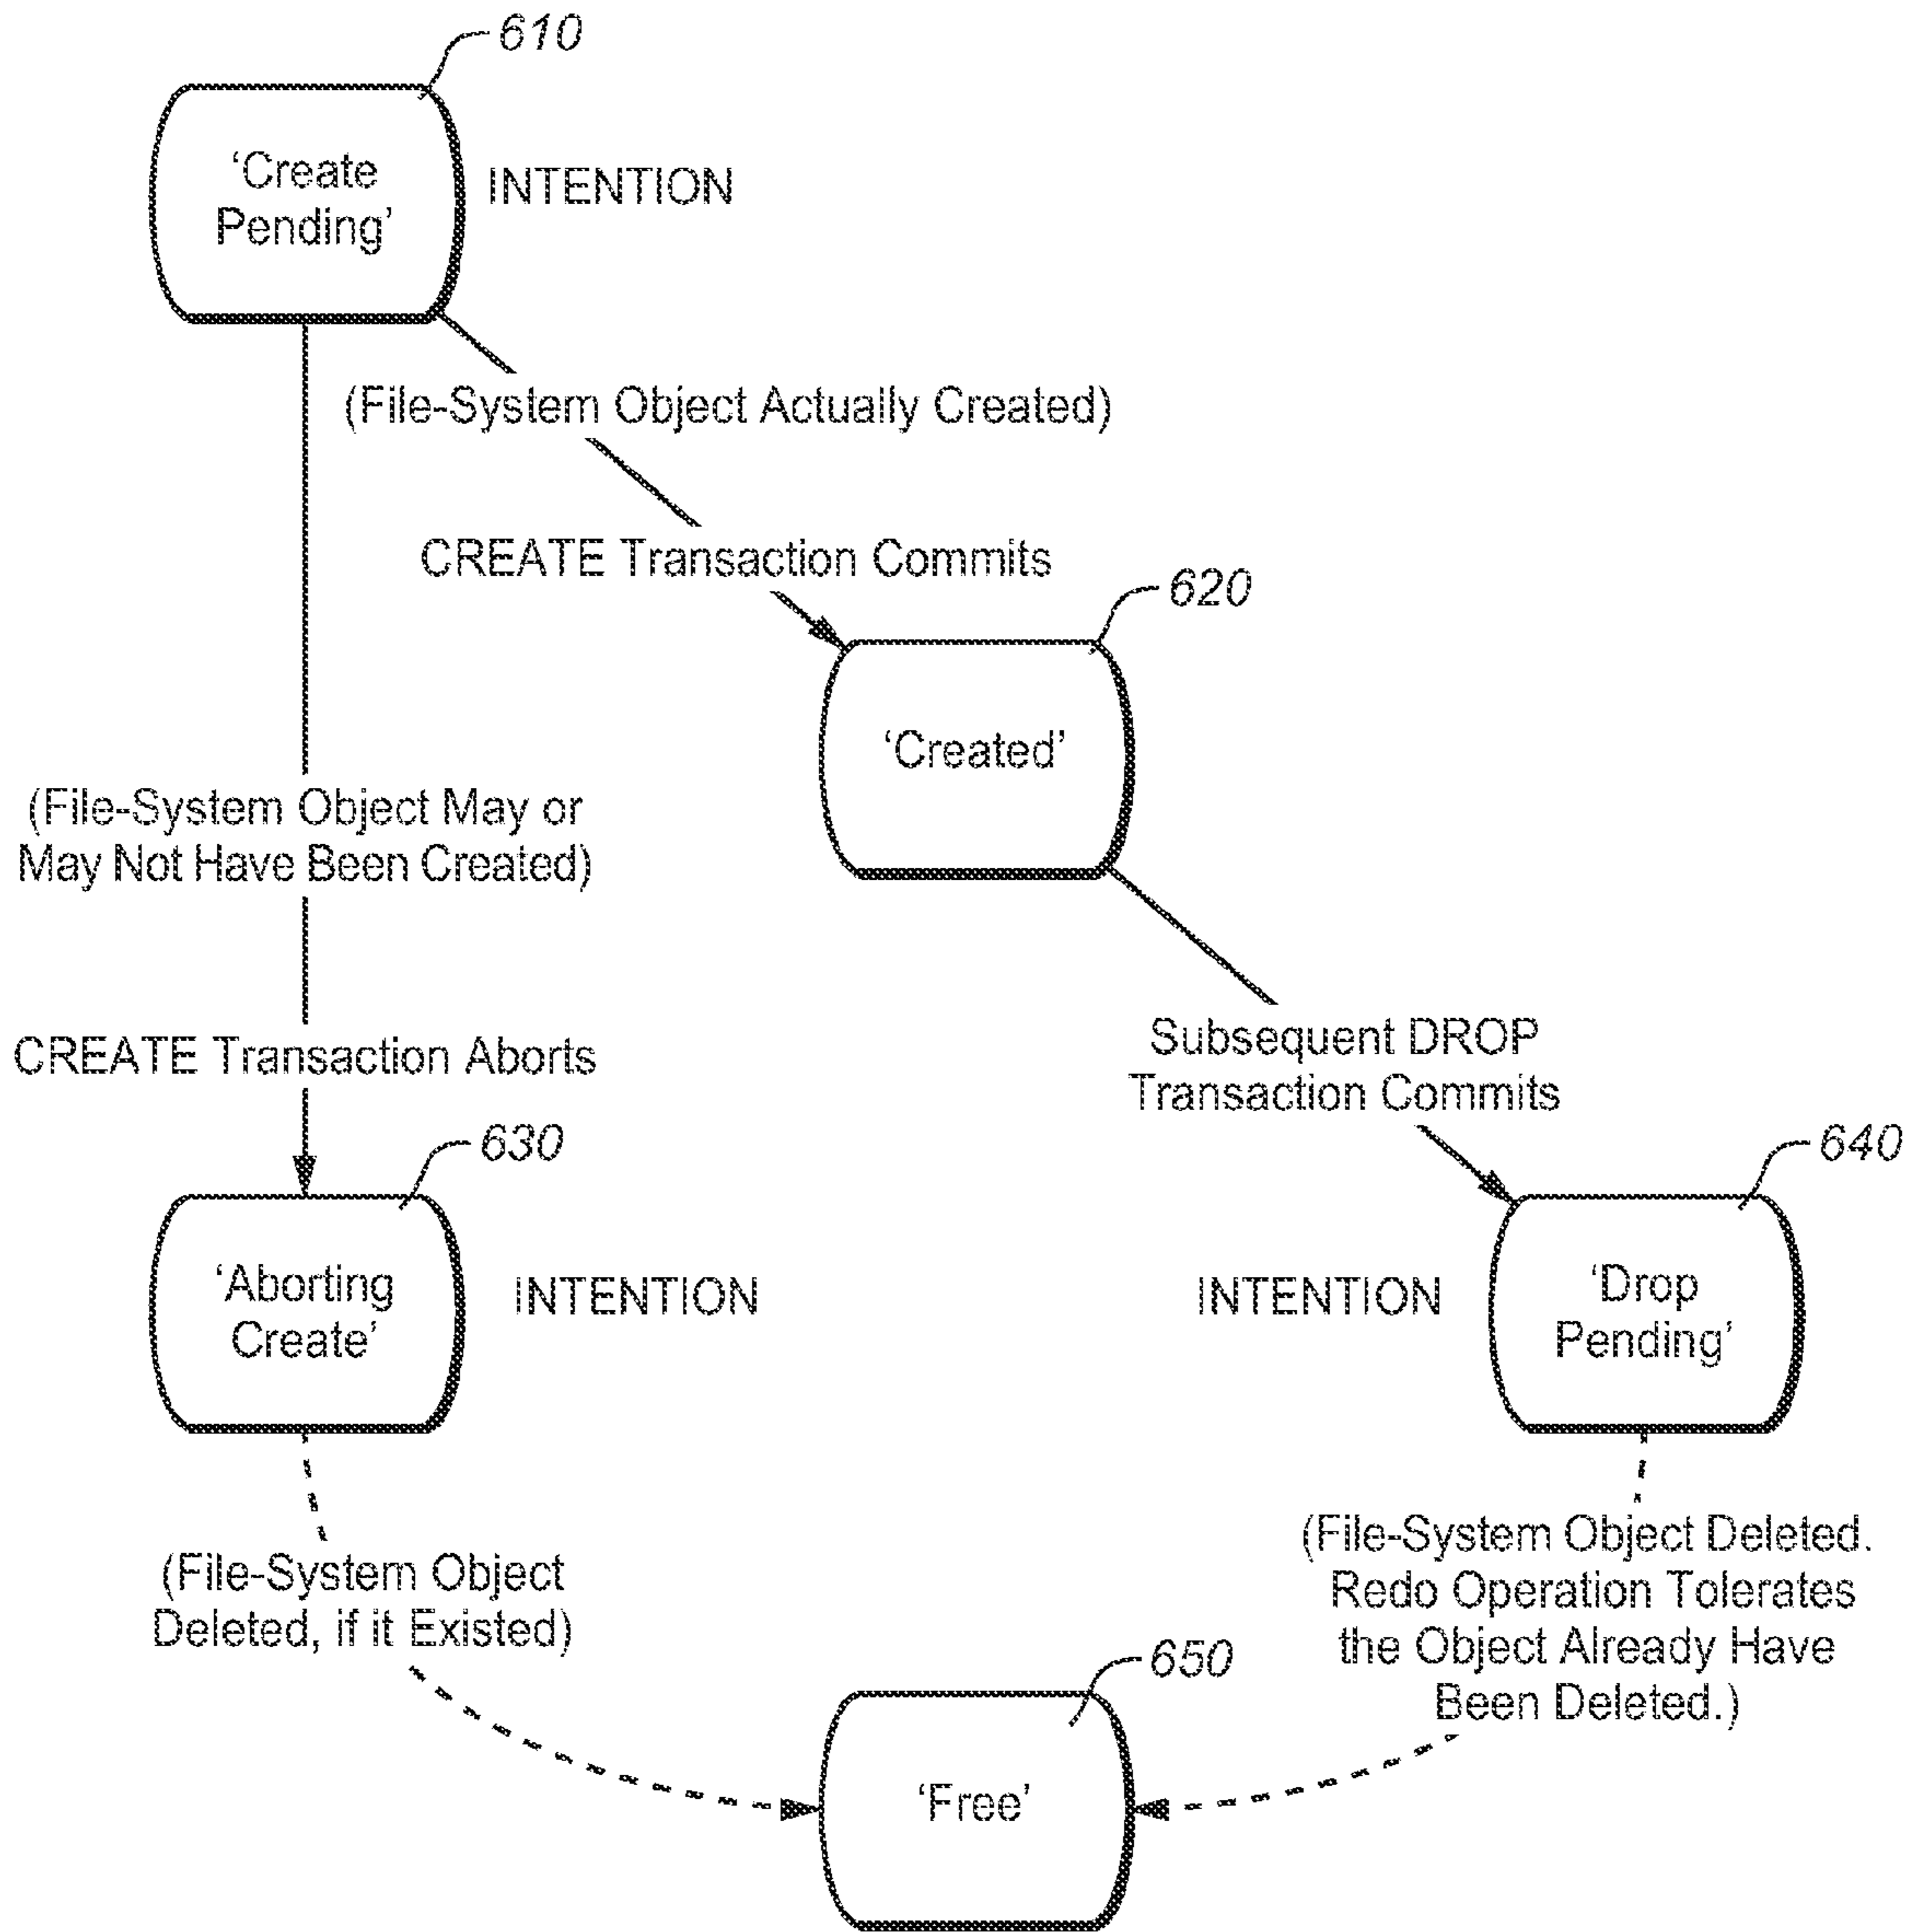 610
‘Create
Pending’
INTENTION
(File-System Object Actually Created)
CREATE Transaction Commits
620
‘Created’
(File-System Object May or
May Not Have Been Created)
CREATE Transaction Aborts
Subsequent DROP
Transaction Commits
630
‘Aborting
Create’
INTENTION
640
INTENTION
‘Drop
Pending’
(File-System Object
Deleted, if it Existed)
(File-System Object Deleted.
Redo Operation Tolerates
the Object Already Have
Been Deleted.)
650
‘Free’